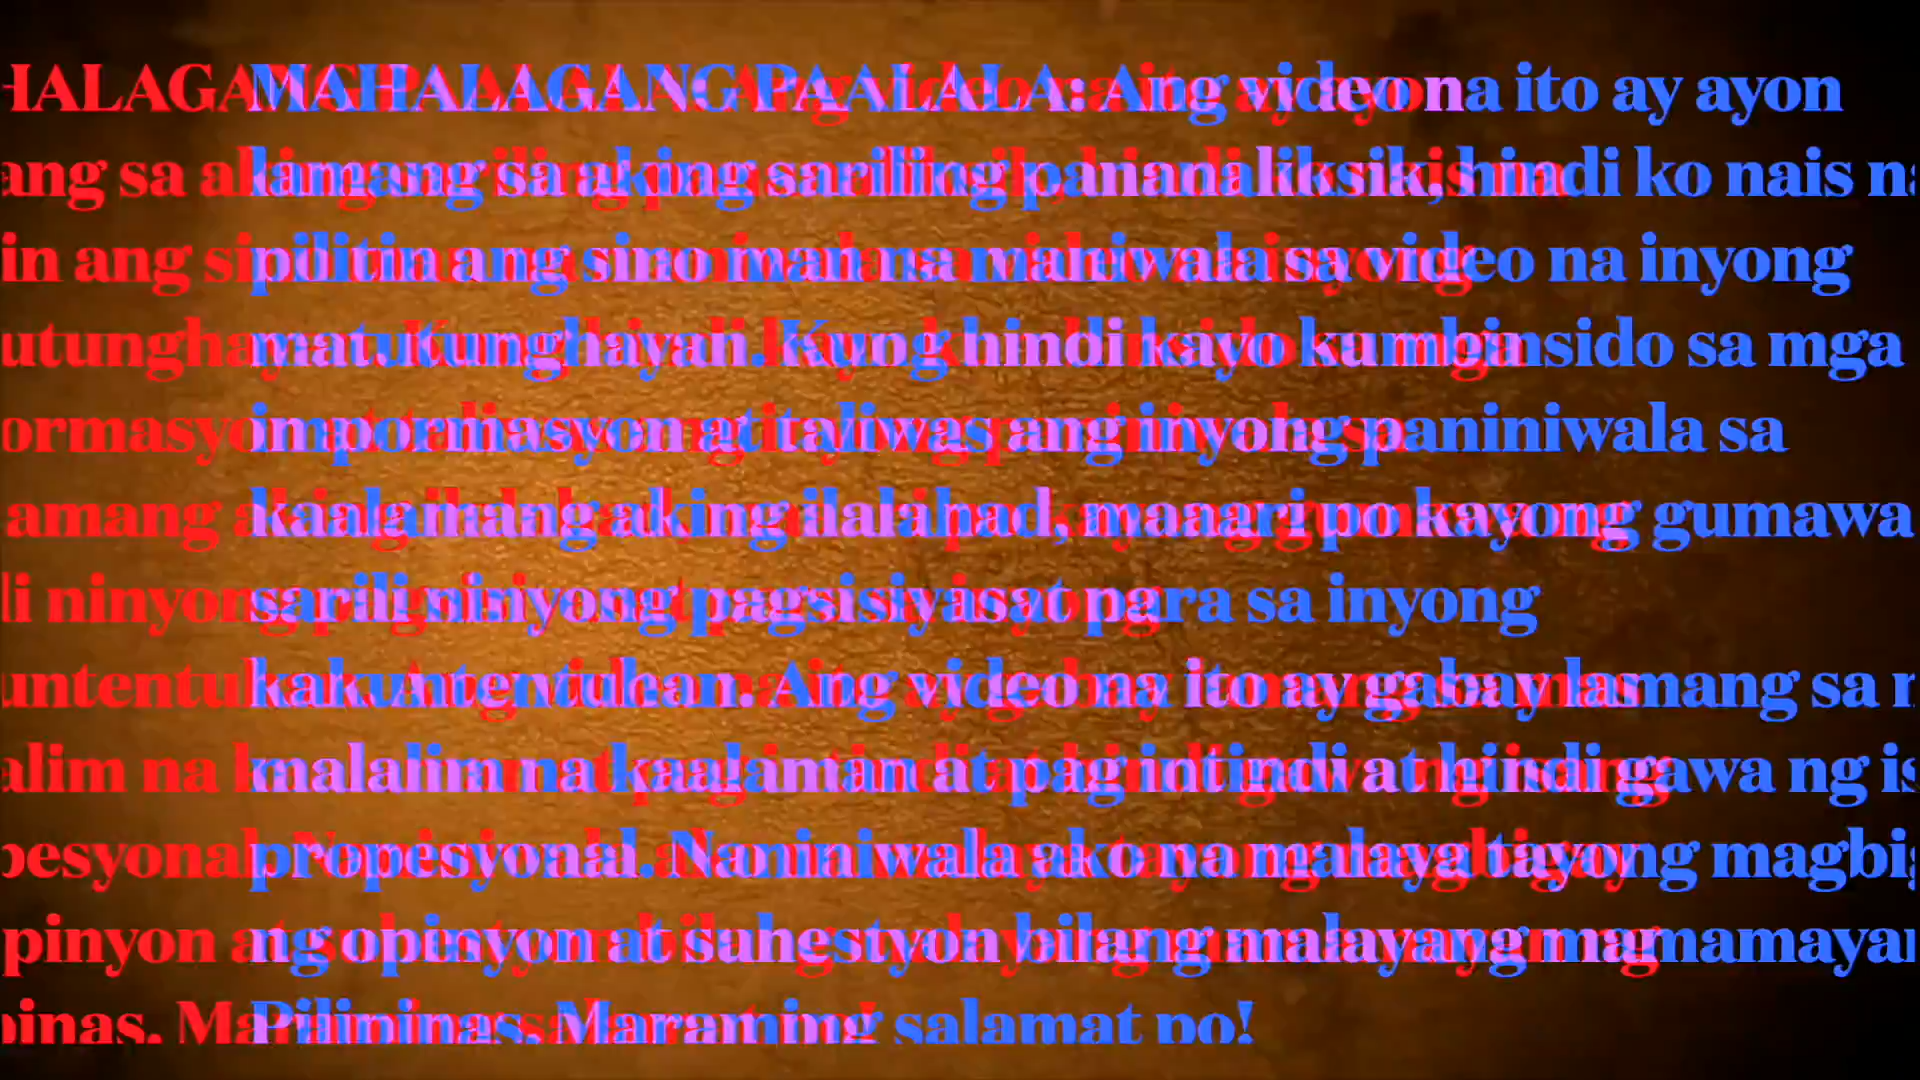 MAHALAGANG PAALALA: Ang video na ito ay ayon
lamang sa aking sariling pananaliksik, hindi ko nais na
pilitin ang sino man na maniwala sa video na inyong
matutunghayan. Kung hindi kayo kumbinsido sa mga
impormasyon at taliwas ang inyong paniniwala sa
kaalamang aking ilalahad, maaari po kayong gumawa
sarili ninyong pagsisiyasat para sa inyong
kakuntentuhan. Ang video na ito ay gabay lamang sa
malalim na kaalaman at pag intindi at hindi gawa ng
propesyonal. Naniniwala ako na malaya tayong
ng opinyon at sahestyon bilang malayang
Pilipinas. Maraming salamat po!